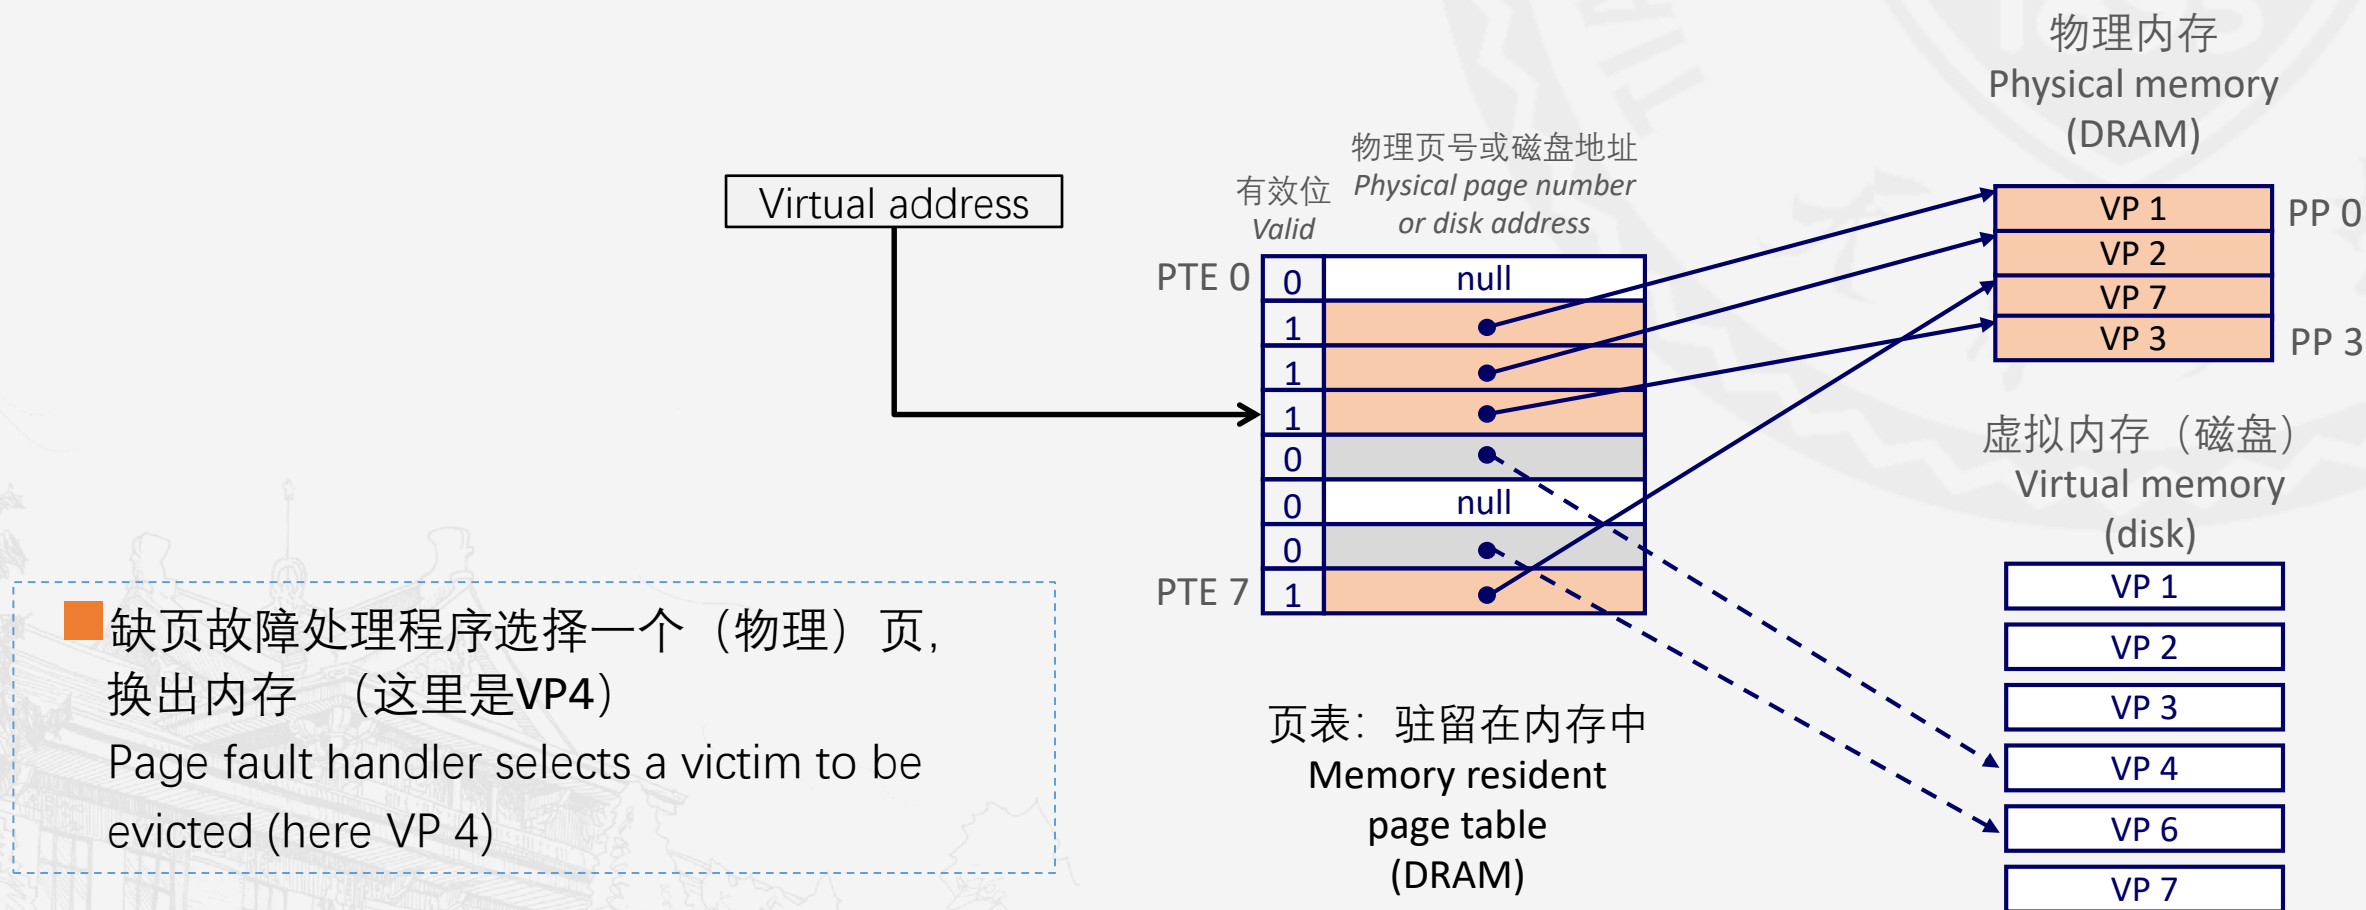 物理内存
Physical memory
(DRAM)
物理页号或磁盘地址
Physical page number
or disk address
有效位
Valid
Virtual address
PTE 0
0 null
1
1
1
0
0 null
0
PTE 7 1
VP 1 PP 0
VP 2
VP 7
VP 3 PP 3
虚拟内存（磁盘）
Virtual memory
(disk)
VP 1
VP 2
VP 3
VP 4
VP 6
VP 7
缺页故障处理程序选择一个（物理）页，
换出内存 （这里是VP4）
Page fault handler selects a victim to be
evicted (here VP 4)
页表：驻留在内存中
Memory resident
page table
(DRAM)